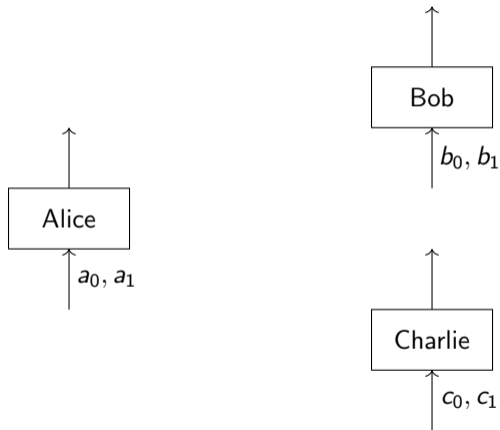 Bob
b₀, b₁
Alice
a₀, a₁
Charlie
c₀, c₁